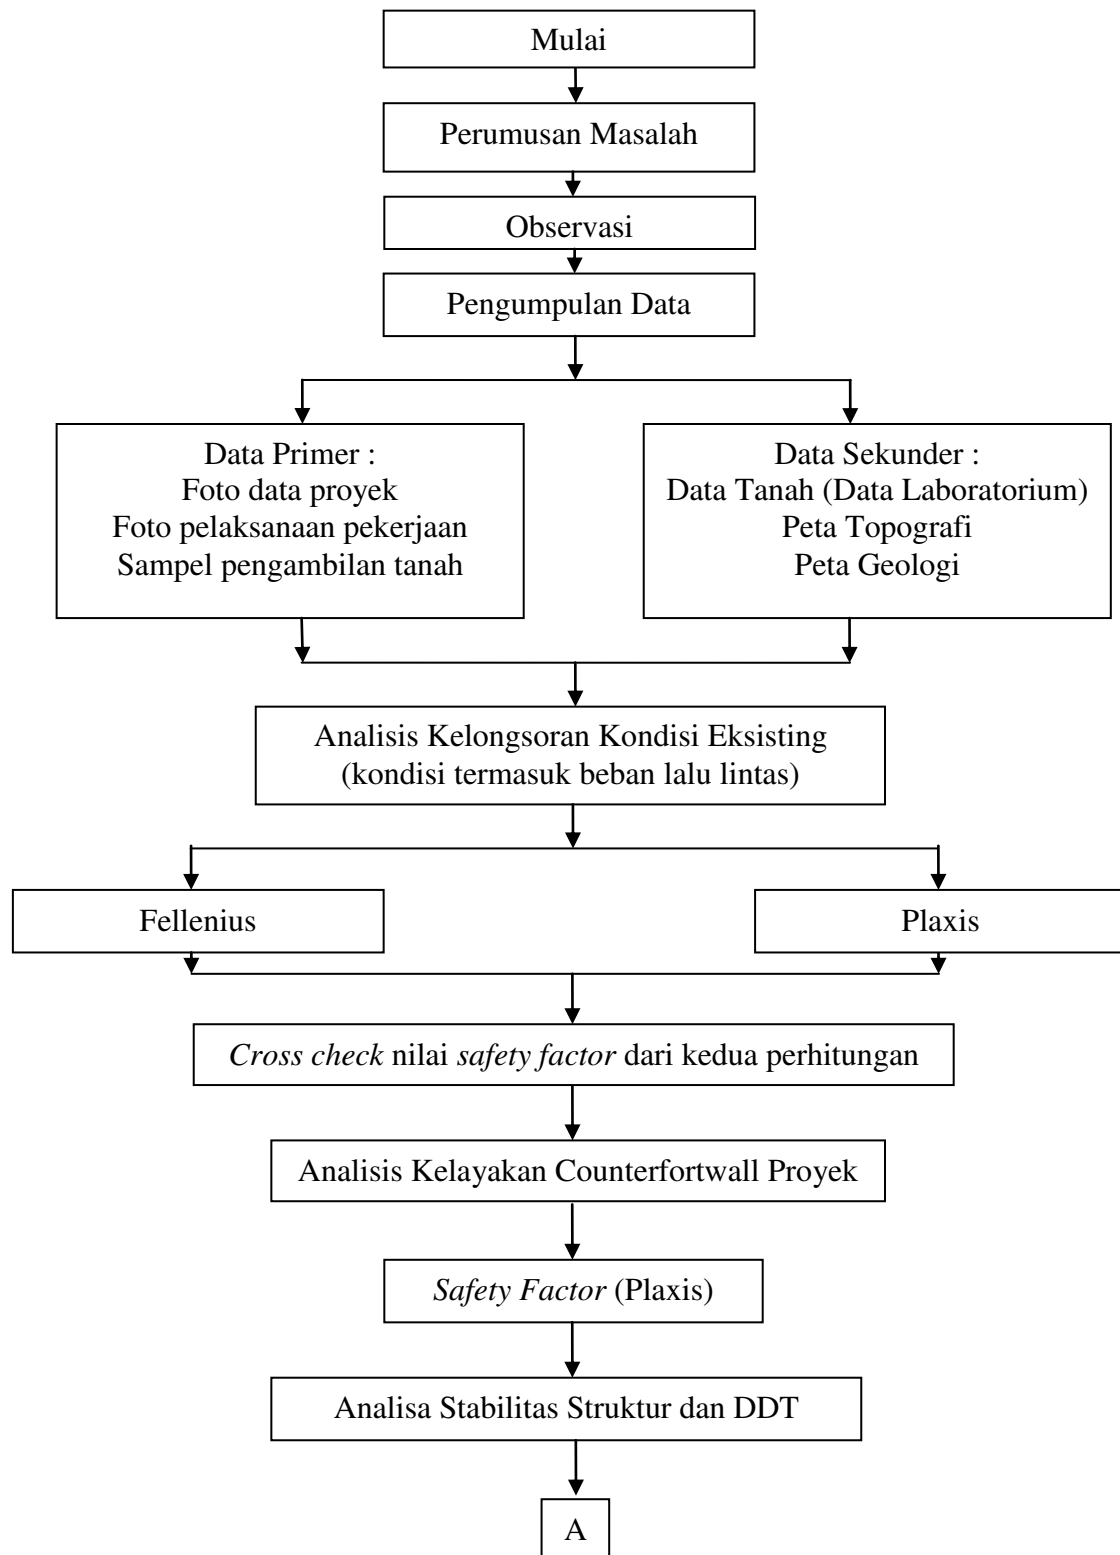 Mulai
Perumusan Masalah
Observasi
Pengumpulan Data
Data Primer :
Foto data proyek
Foto pelaksanaan pekerjaan
Sampel pengambilan tanah
Data Sekunder :
Data Tanah (Data Laboratorium)
Peta Topografi
Peta Geologi
Analisis Kelongsoran Kondisi Eksisting
(kondisi termasuk beban lalu lintas)
Fellenius
Plaxis
Cross check nilai safety factor dari kedua perhitungan
Analisis Kelayakan Counterfortwall Proyek
Safety Factor (Plaxis)
Analisa Stabilitas Struktur dan DDT
A